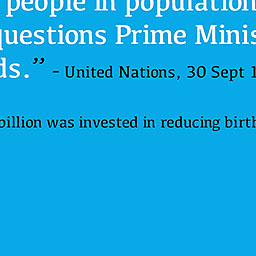 people in population
questions Prime Minis
ds.” – United Nations, 30 Sept 1
billion was invested in reducing birth